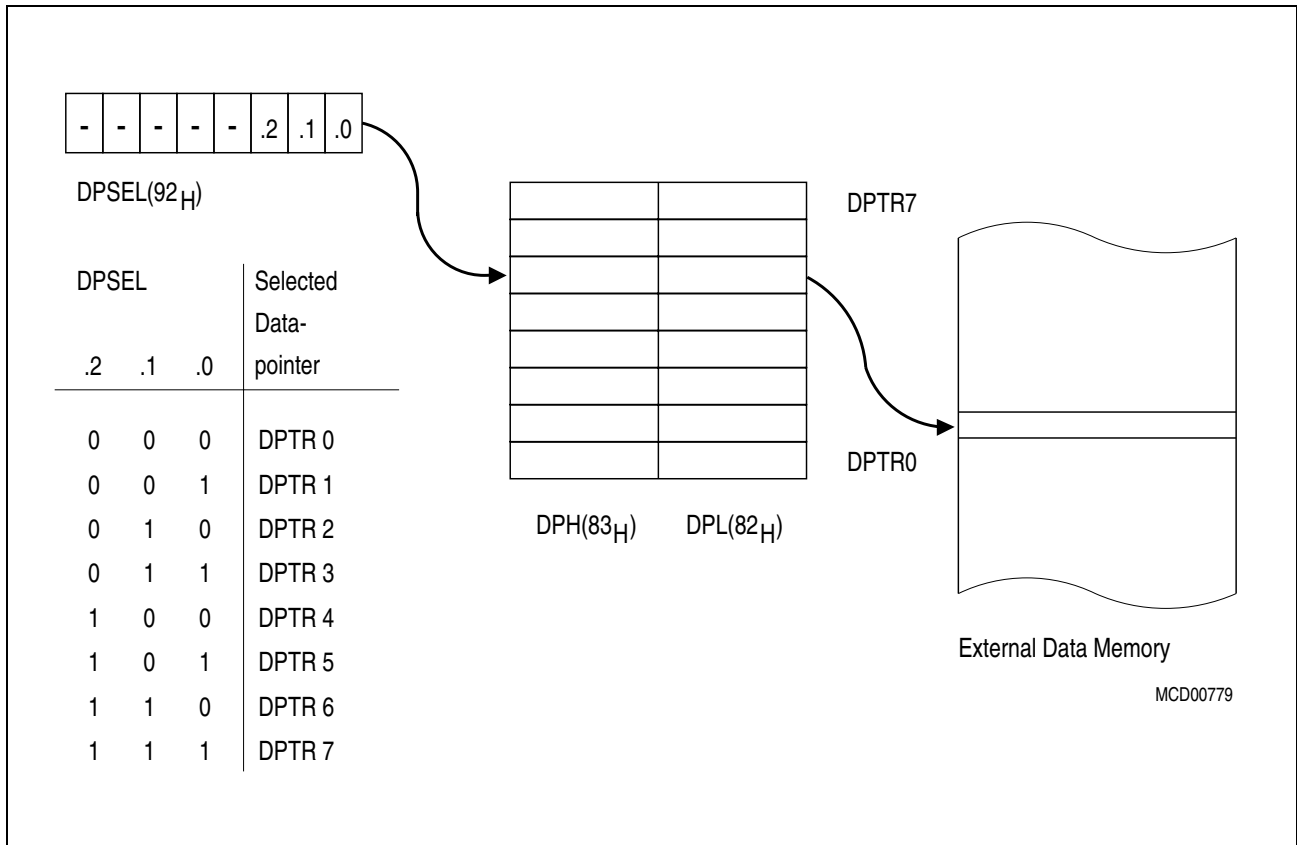 - - - - - .2 .1 .0
DPSEL(92H)
DPSEL Selected
Data-
.2 .1 .0 pointer
0 0 0 DPTR 0
0 0 1 DPTR 1
0 1 0 DPTR 2
0 1 1 DPTR 3
1 0 0 DPTR 4
1 0 1 DPTR 5
1 1 0 DPTR 6
1 1 1 DPTR 7
DPTR7
DPTR0
DPH(83H) DPL(82H)
External Data Memory
MCD00779